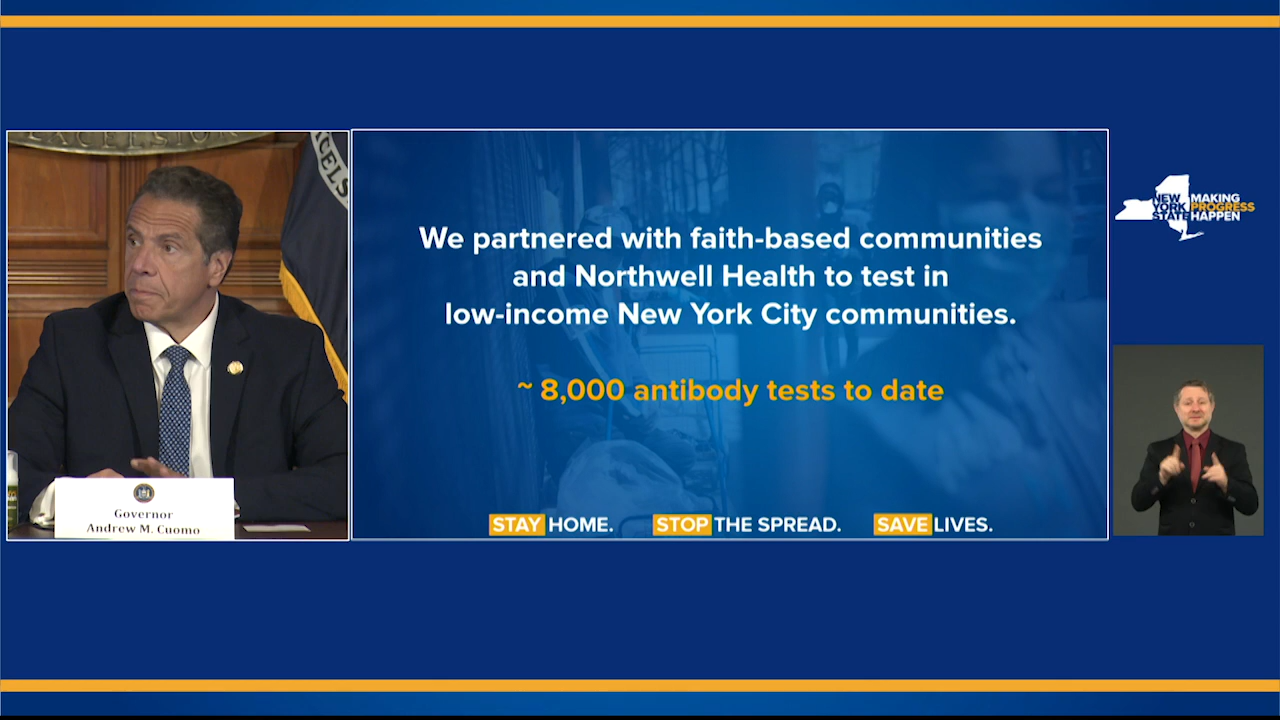 EXCELSIOR
EXCELS
Governor
Andrew M. Cuomo
We partnered with faith-based communities
and Northwell Health to test in
low-income New York City communities.
~ 8,000 antibody tests to date
STAY HOME. STOP THE SPREAD. SAVE LIVES.
NEW
YORK
STATE
MAKING
PROGRESS
HAPPEN